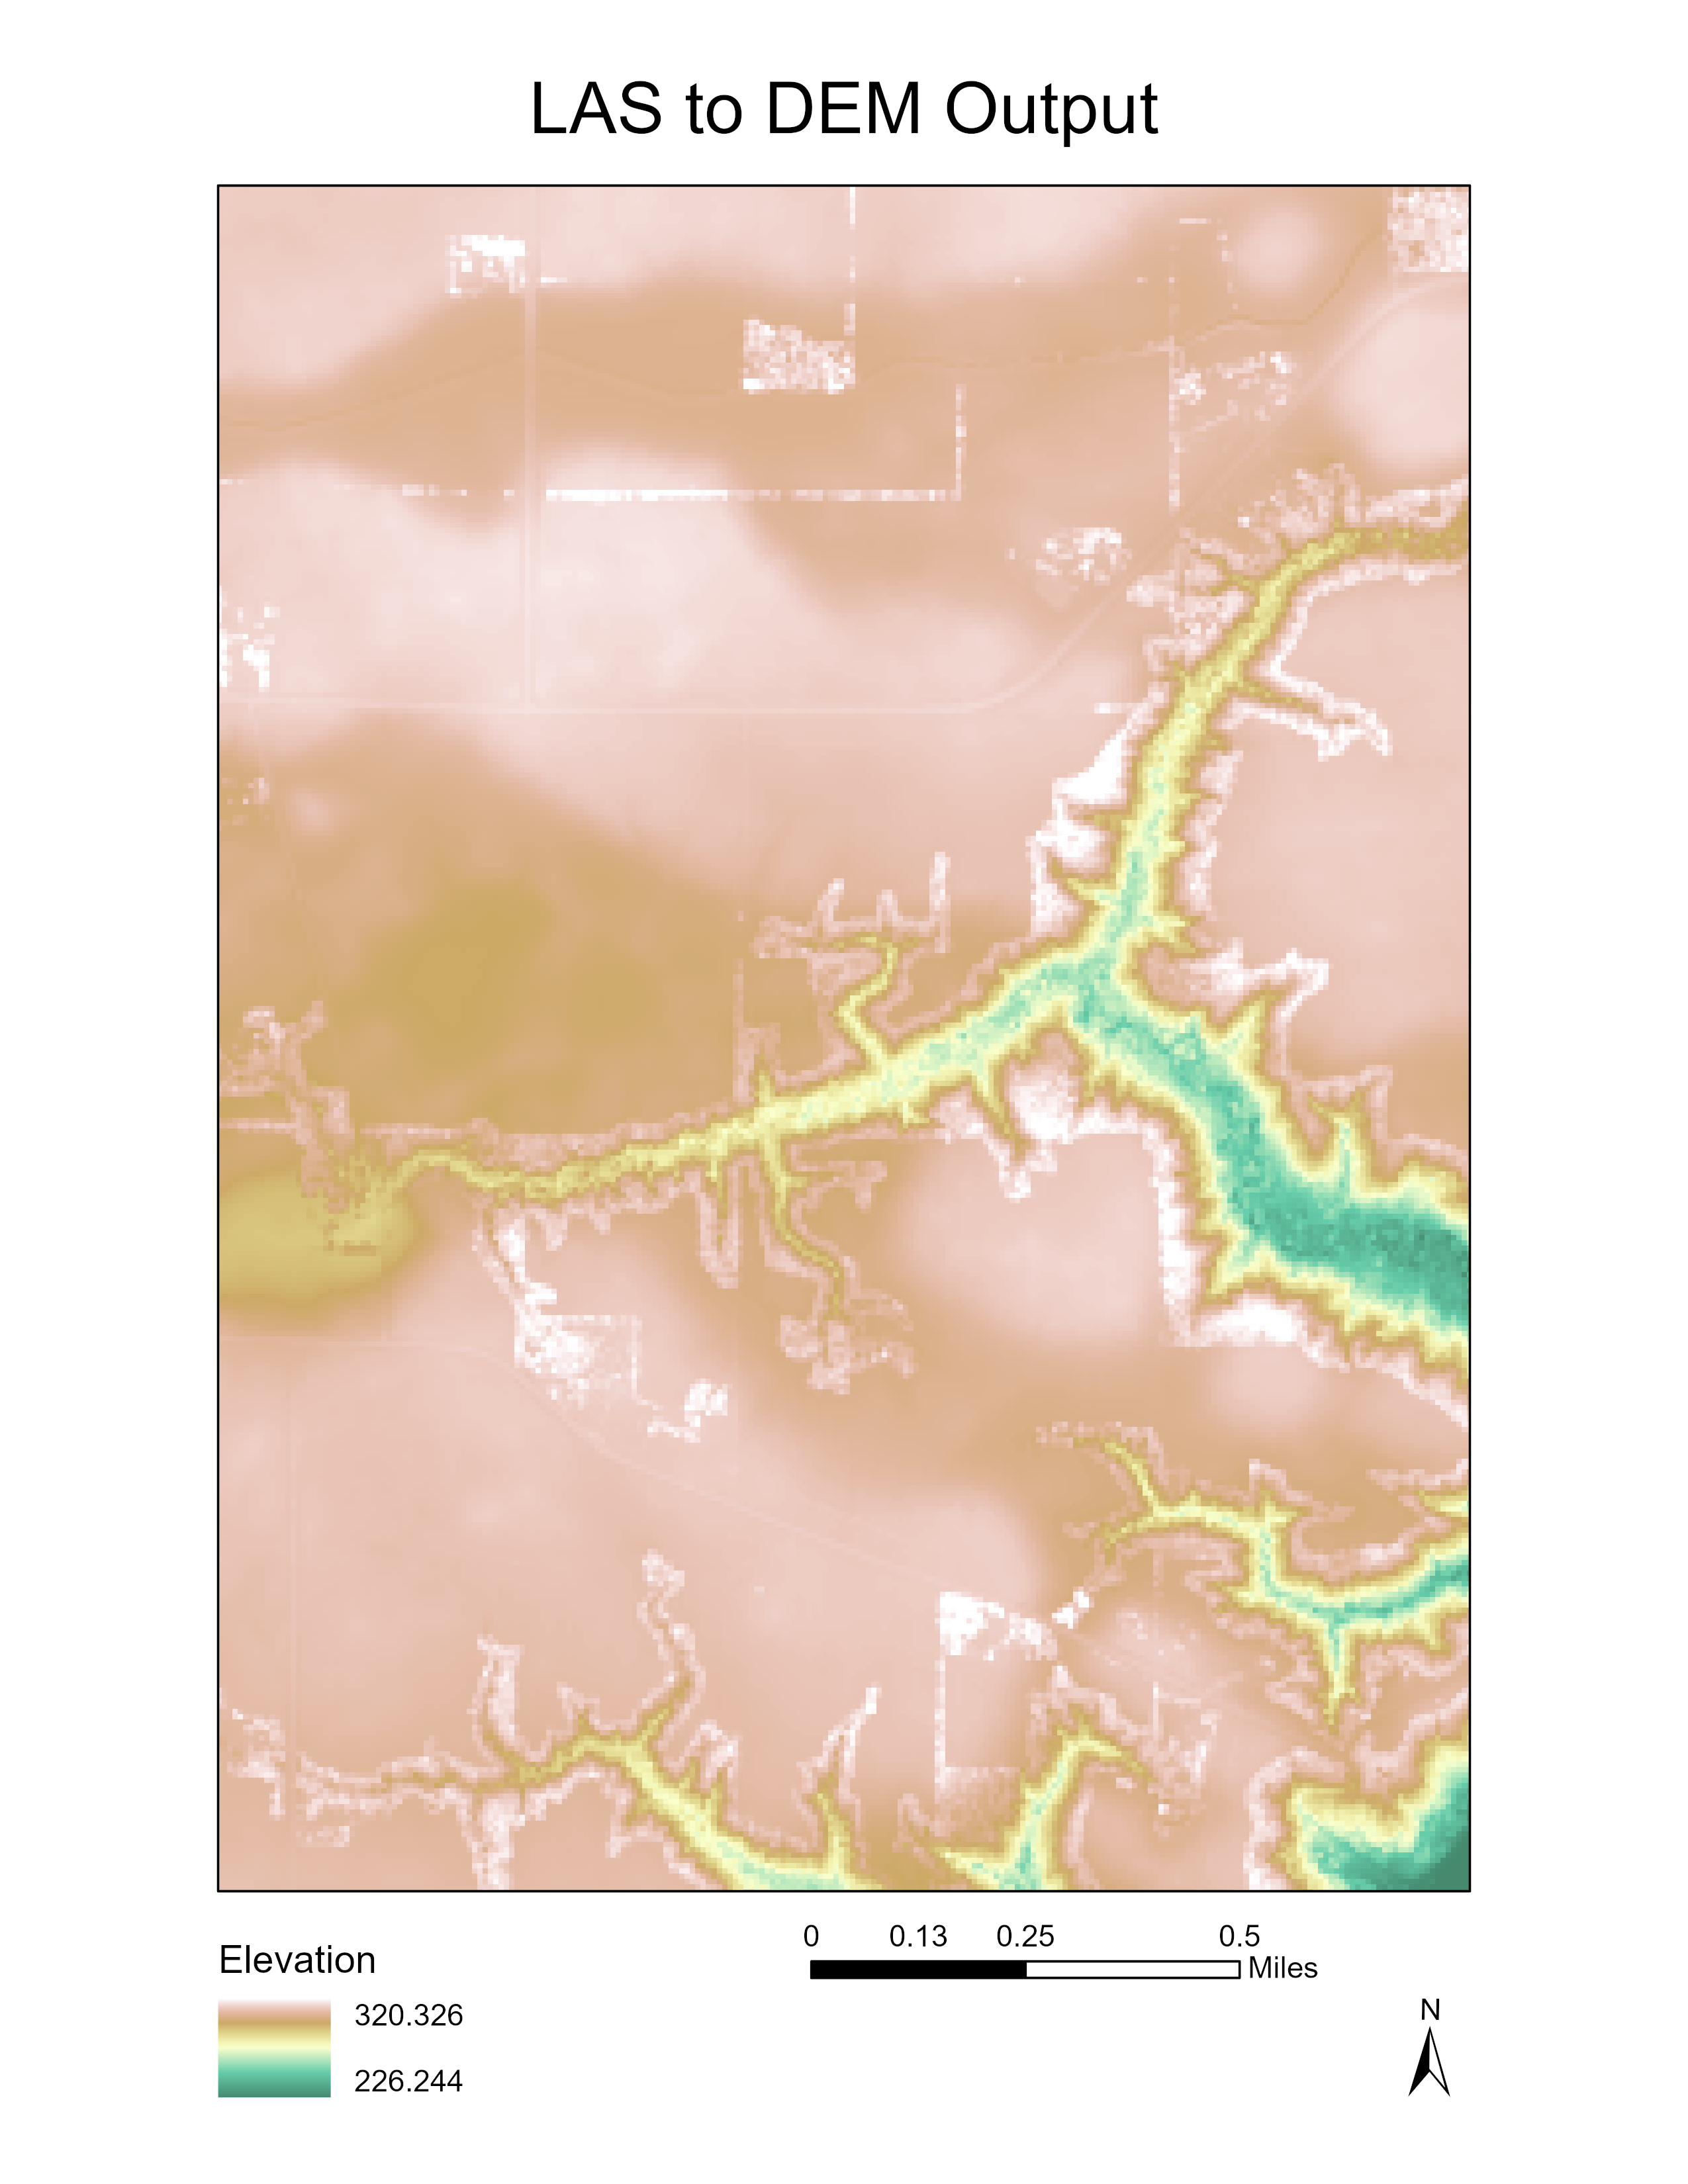 LAS to DEM Output
0 0.13 0.25 0.5
Miles
Elevation
320.326
226.244
N